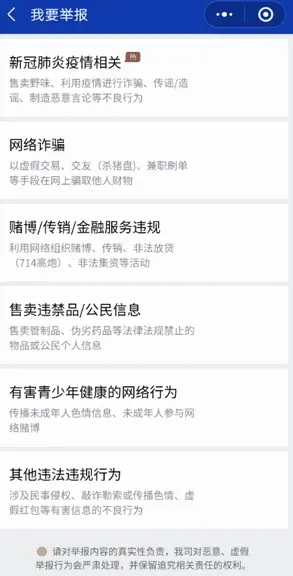 我要举报
新冠肺炎疫情相关
售卖野味、利用疫情进行诈骗、传谣/造
谣、制造恶意言论等不良行为
网络诈骗
以虚假交易、交友（杀猪盘)、兼职刷单
等手段在网上骗取他人财物
赌博/传销/金融服务违规
利用网络组织赌博、传销、非法放贷
（714高炮）、非法集资等活动
售卖违禁品/公民信息
售卖管制品、伪劣药品等法律法规禁止的
物品或公民个人信息
有害青少年健康的网络行为
传播未成年人色情信息、未成年人参与网
络赌博
其他违法违规行为
涉及民事侵权、敲诈勒索或传播色情、虚
假红包等有害信息的不良行为
请对举报内容的真实性负责，我司对恶意、虚假
举报行为会严肃处理，并保留追究相关责任的权利。